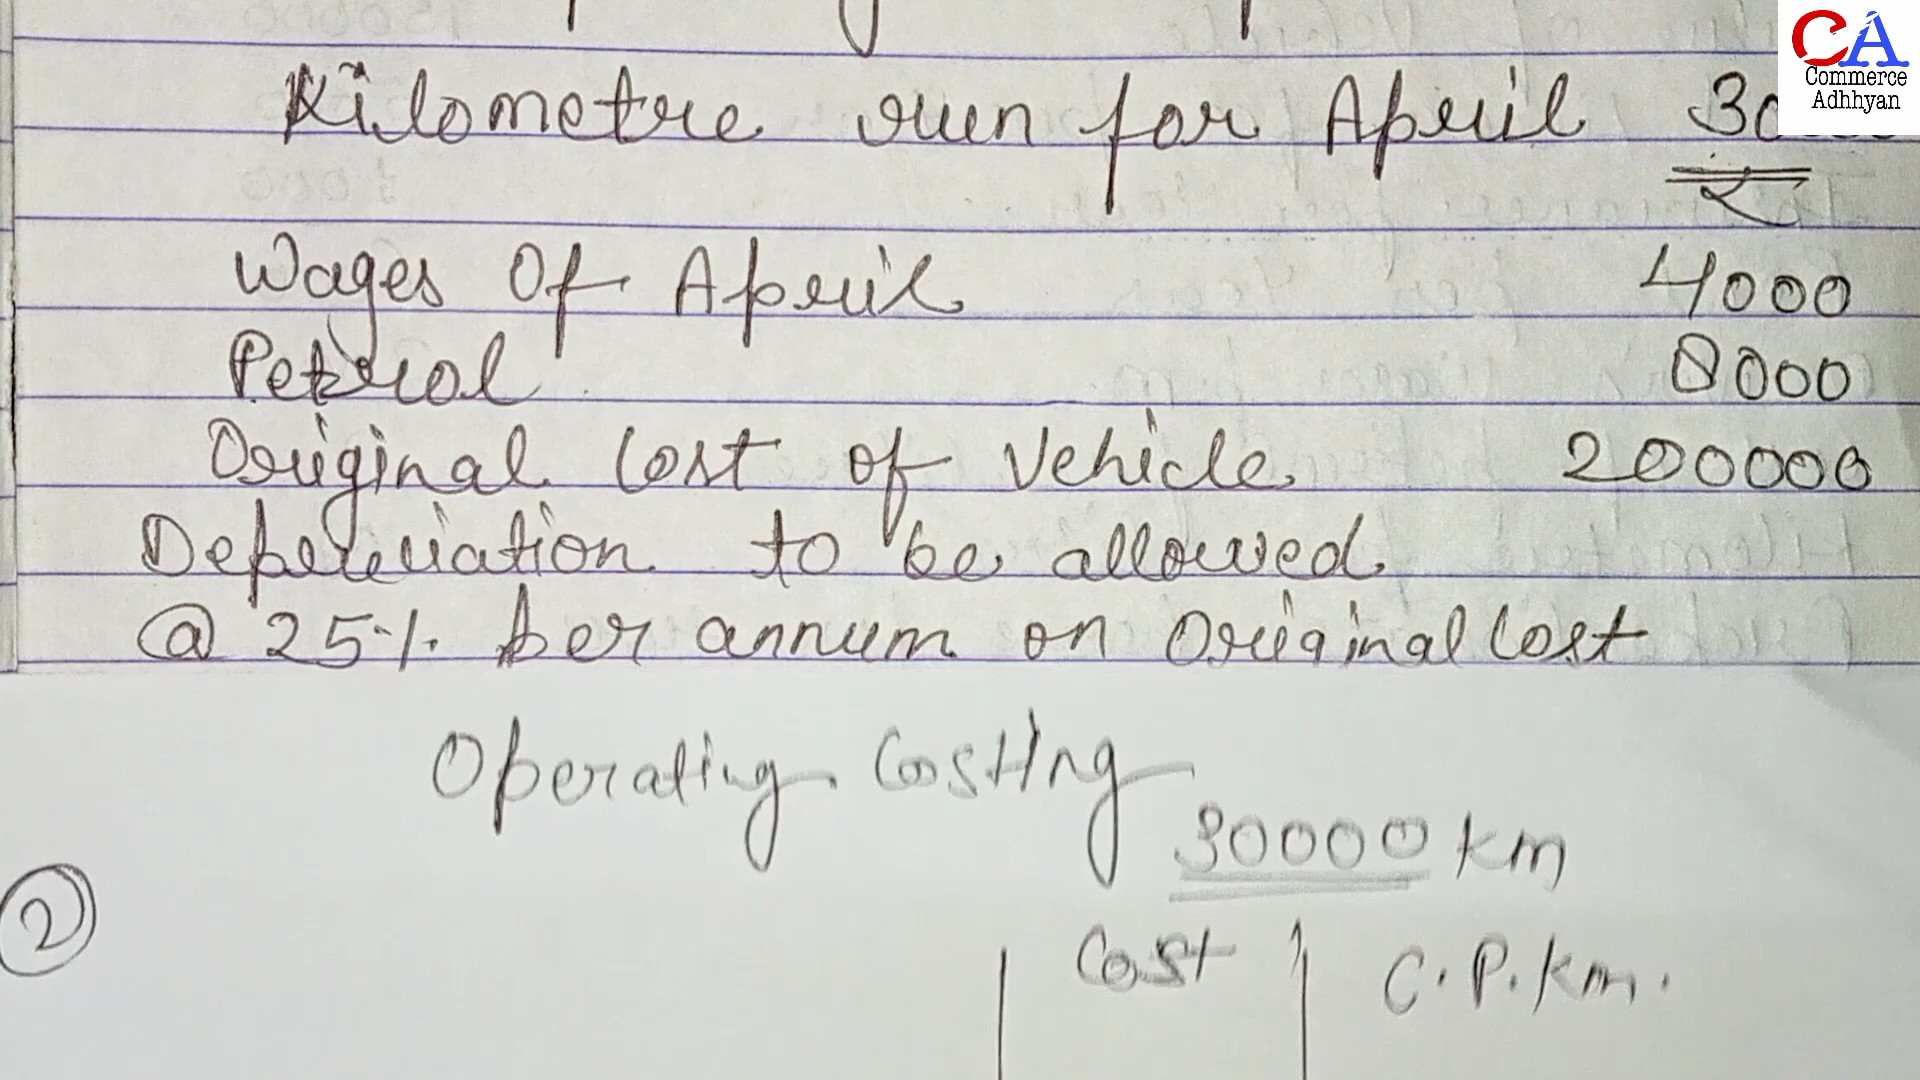 CA
Commerce
Adhhyan
Kilometre run for April 30
₹
Wages Of April 4000
Petrol 8000
Original Cost of Vehicle 200000
Depreciation to be allowed
@ 25% per annum on Original Cost
Operating Costing
30000 km
2
Cost C.P.km.